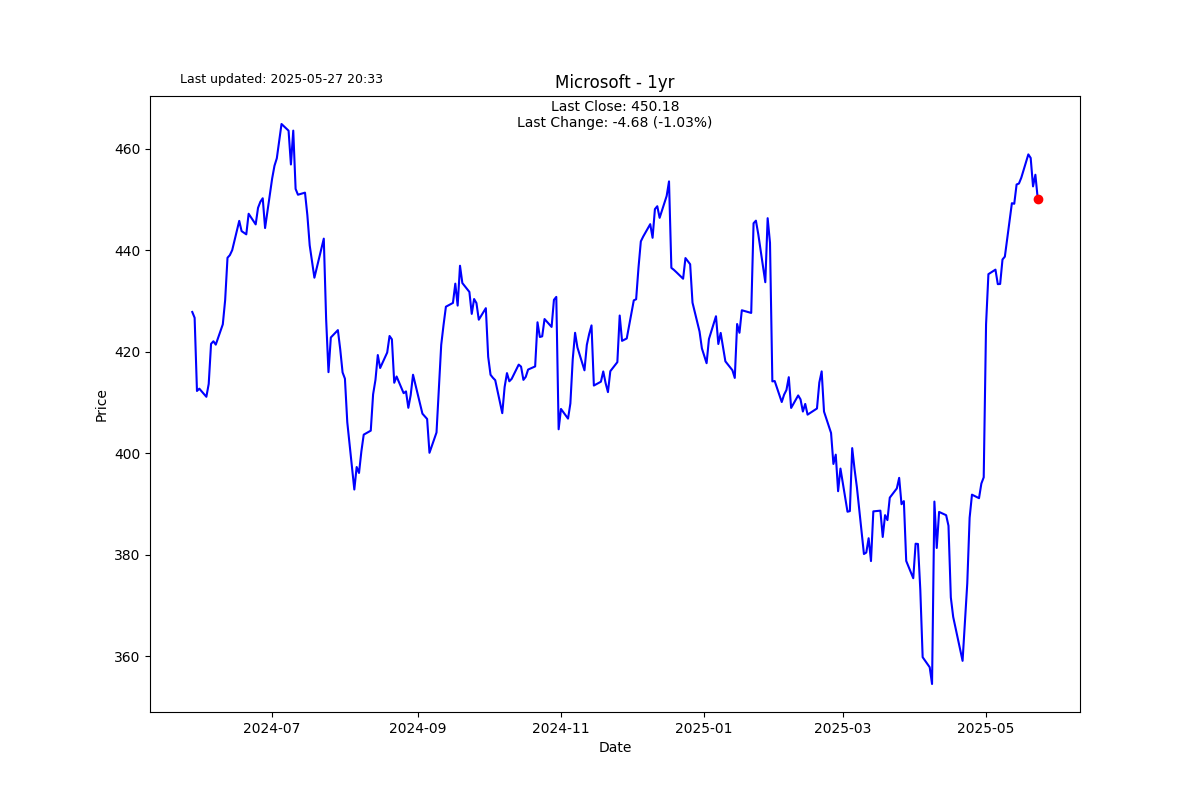 Last updated: 2025-05-27 20:33
Microsoft - 1yr
Last Close: 450.18
Last Change: -4.68 (-1.03%)
460
440
420
400
380
360
Price
2024-07
2024-09
2024-11
2025-01
2025-03
2025-05
Date